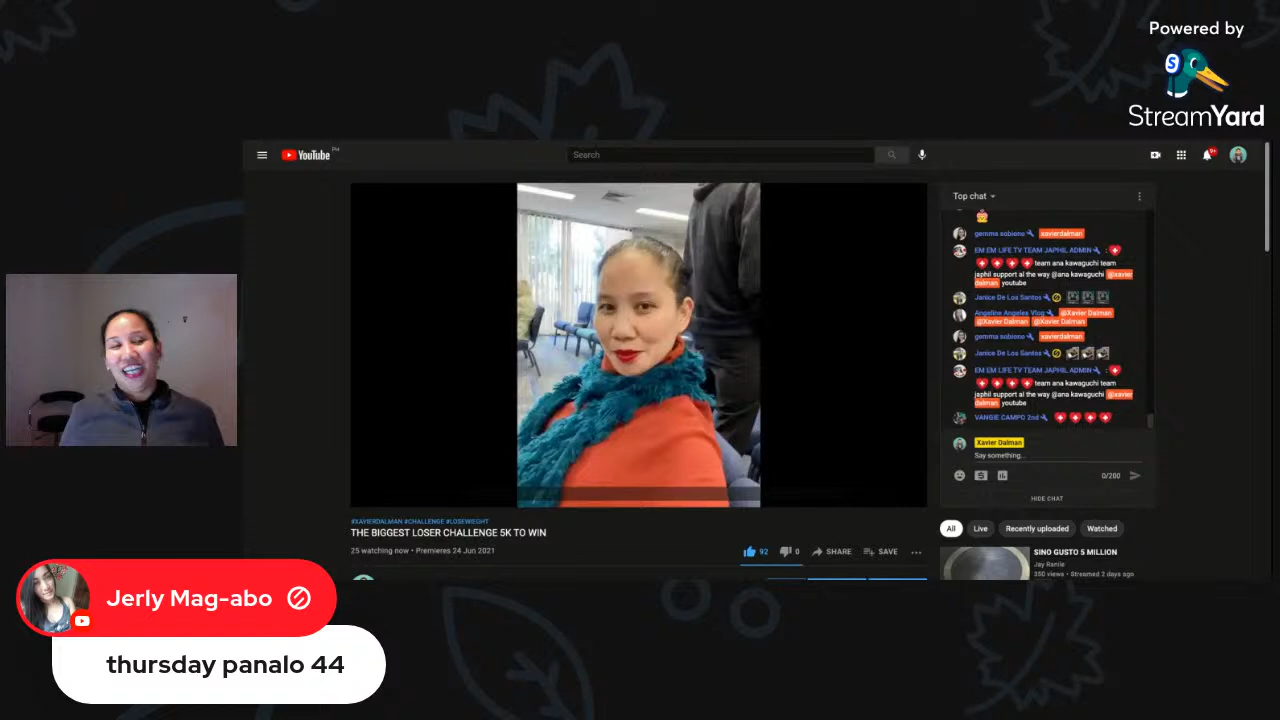 Powered by
StreamYard
YouTube PH
Search
9+
Top chat
gemma sobiono xavierdalman
EM EM LIFE TV TEAM JAPHIL ADMIN :
team ana kawaguchi team
japhil support al the way @ana kawaguchi @xavier
dalman youtube
Janice De Los Santos
Angeline Angeles Vlog @Xavier Dalman
@Xavier Dalman @Xavier Dalman
gemma sobiono xavierdalman
Janice De Los Santos
EM EM LIFE TV TEAM JAPHIL ADMIN :
team ana kawaguchi team
japhil support al the way @ana kawaguchi @xavier
dalman youtube
VANGIE CAMPO 2nd
Xavier Dalman
Say something...
0/200
HIDE CHAT
#XAVIERDALMAN #CHALLENGE #LOSEWIEGHT
THE BIGGEST LOSER CHALLENGE 5K TO WIN
25 watching now • Premieres 24 Jun 2021
92 0 SHARE SAVE
All Live Recently uploaded Watched
SINO GUSTO 5 MILLION
Jay Ranile
350 views • Streamed 2 days ago
Jerly Mag-abo
thursday panalo 44